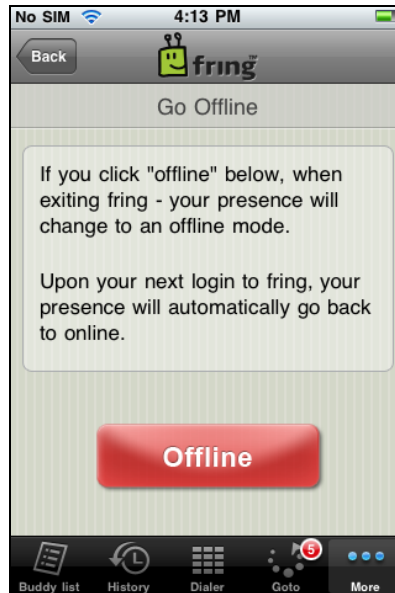 No SIM 4:13 PM
Back
fring™
Go Offline
If you click "offline" below, when
exiting fring - your presence will
change to an offline mode.
Upon your next login to fring, your
presence will automatically go back
to online.
Offline
5
Buddy list History Dialer Goto More